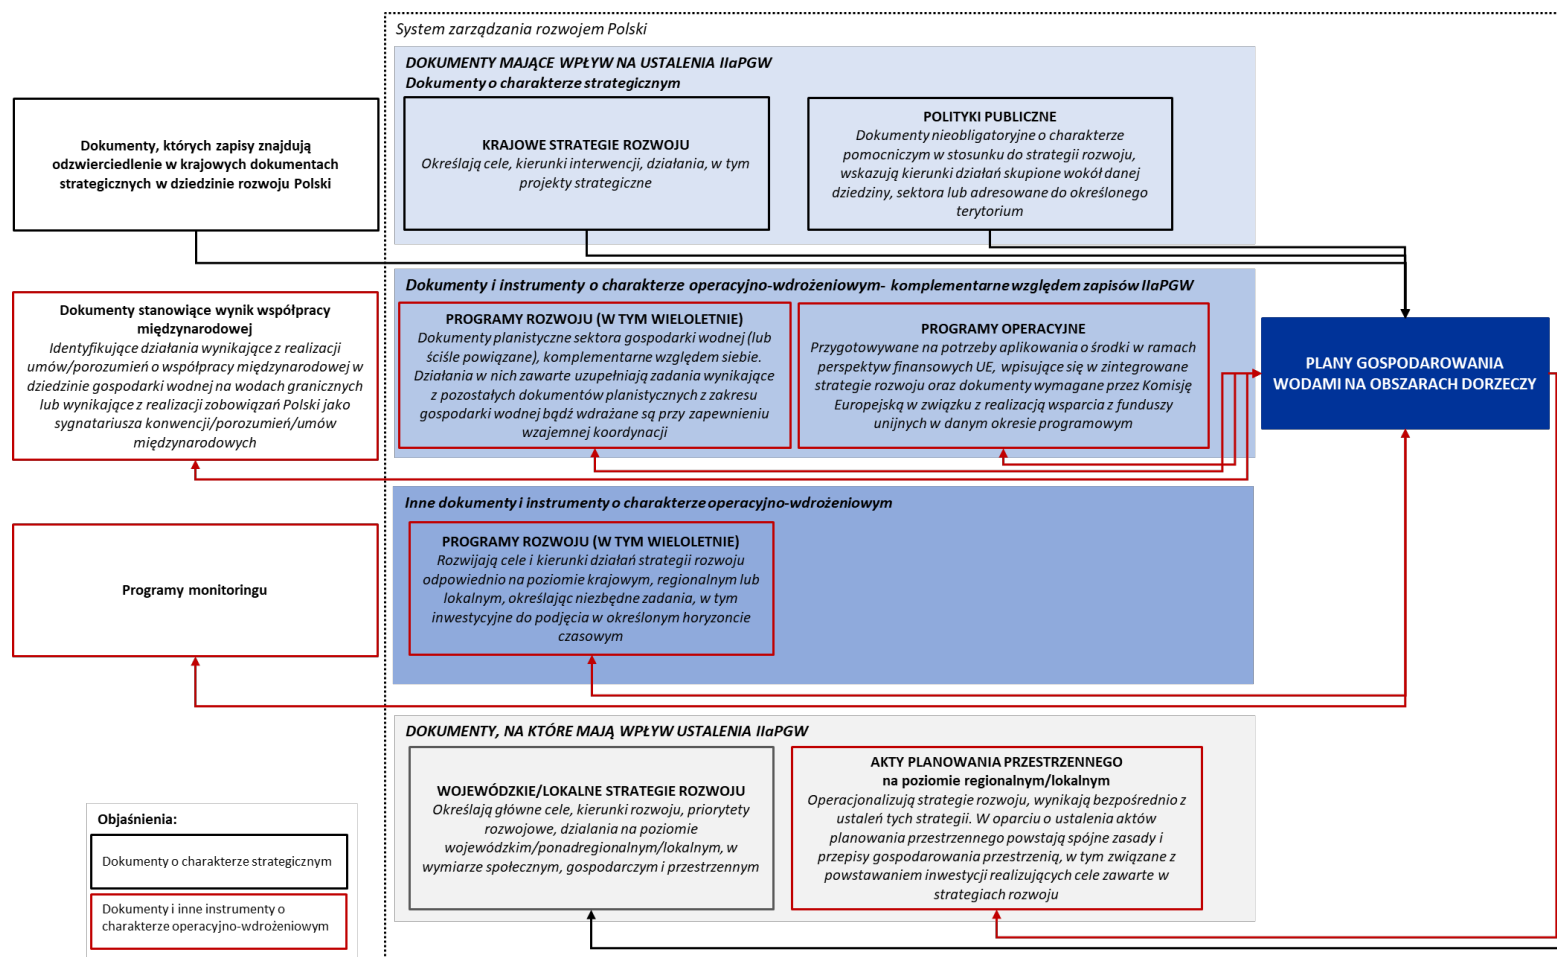 System zarządzania rozwojem Polski
DOKUMENTY MAJĄCE WPŁYW NA USTALENIA IIaPGW
Dokumenty o charakterze strategicznym
Dokumenty, których zapisy znajdują
odzwierciedlenie w krajowych dokumentach
strategicznych w dziedzinie rozwoju Polski
KRAJOWE STRATEGIE ROZWOJU
Określają cele, kierunki interwencji, działania, w tym
projekty strategiczne
POLITYKI PUBLICZNE
Dokumenty nieobligatoryjne o charakterze
pomocniczym w stosunku do strategii rozwoju,
wskazują kierunki działań skupione wokół danej
dziedziny, sektora lub adresowane do określonego
terytorium
Dokumenty i instrumenty o charakterze operacyjno-wdrożeniowym- komplementarne względem zapisów IIaPGW
Dokumenty stanowiące wynik współpracy
międzynarodowej
Identyfikujące działania wynikające z realizacji
umów/porozumień o współpracy międzynarodowej w
dziedzinie gospodarki wodnej na wodach granicznych
lub wynikające z realizacji zobowiązań Polski jako
sygnatariusza konwencji/porozumień/umów
międzynarodowych
PROGRAMY ROZWOJU (W TYM WIELOLETNIE)
Dokumenty planistyczne sektora gospodarki wodnej (lub
ściśle powiązane), komplementarne względem siebie.
Działania w nich zawarte uzupełniają zadania wynikające
z pozostałych dokumentów planistycznych z zakresu
gospodarki wodnej bądź wdrażane są przy zapewnieniu
wzajemnej koordynacji
PROGRAMY OPERACYJNE
Przygotowywane na potrzeby aplikowania o środki w ramach
perspektyw finansowych UE, wpisujące się w zintegrowane
strategie rozwoju oraz dokumenty wymagane przez Komisję
Europejską w związku z realizacją wsparcia z funduszy
unijnych w danym okresie programowym
PLANY GOSPODAROWANIA
WODAMI NA OBSZARACH DORZECZY
Inne dokumenty i instrumenty o charakterze operacyjno-wdrożeniowym
Programy monitoringu
PROGRAMY ROZWOJU (W TYM WIELOLETNIE)
Rozwijają cele i kierunki działań strategii rozwoju
odpowiednio na poziomie krajowym, regionalnym lub
lokalnym, określając niezbędne zadania, w tym
inwestycyjne do podjęcia w określonym horyzoncie
czasowym
DOKUMENTY, NA KTÓRE MAJĄ WPŁYW USTALENIA IIaPGW
WOJEWÓDZKIE/LOKALNE STRATEGIE ROZWOJU
Określają główne cele, kierunki rozwoju, priorytety
rozwojowe, dzialania na poziomie
wojewódzkim/ponadregionalnym/lokalnym, w
wymiarze społecznym, gospodarczym i przestrzennym
AKTY PLANOWANIA PRZESTRZENNEGO
na poziomie regionalnym/lokalnym
Operacjonalizują strategie rozwoju, wynikają bezpośrednio z
ustaleń tych strategii. W oparciu o ustalenia aktów
planowania przestrzennego powstają spójne zasady i
przepisy gospodarowania przestrzenią, w tym związane z
powstawaniem inwestycji realizujących cele zawarte w
strategiach rozwoju
Objaśnienia:
Dokumenty o charakterze strategicznym
Dokumenty i inne instrumenty o
charakterze operacyjno-wdrożeniowym